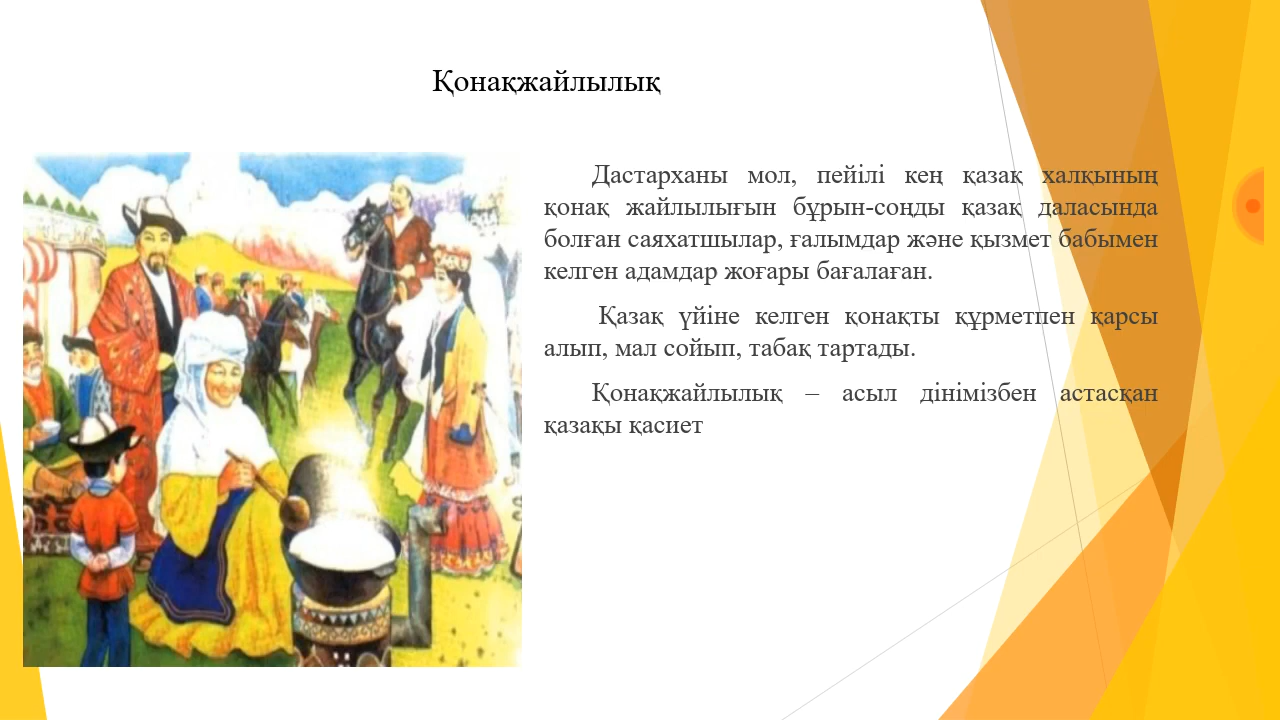 Қонақжайлылық
Дастарханы мол, пейілі кең қазақ халқының
қонақ жайлылығын бұрын-соңды қазақ даласында
болған саяхатшылар, ғалымдар және қызмет бабымен
келген адамдар жоғары бағалаған.
Қазақ үйіне келген қонақты құрметпен қарсы
алып, мал сойып, табақ тартады.
Қонақжайлылық – асыл дінімізбен астасқан
қазақы қасиет